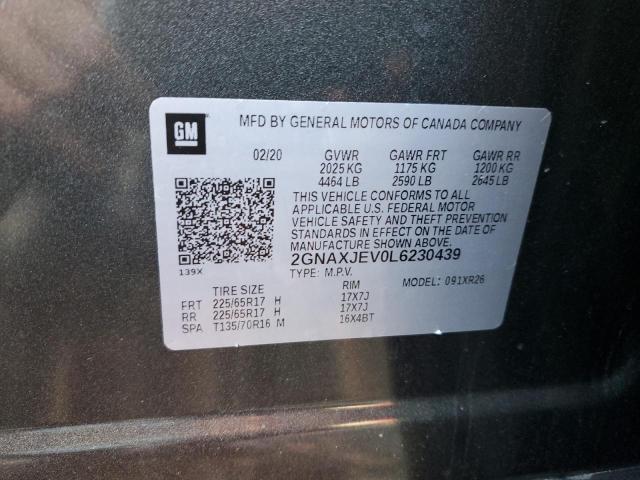 GM
MFD BY GENERAL MOTORS OF CANADA COMPANY
02/20 GVWR GAWR FRT GAWR RR
2025 KG 1175 KG 1200 KG
4464 LB 2590 LB 2645 LB
THIS VEHICLE CONFORMS TO ALL
APPLICABLE U.S. FEDERAL MOTOR
VEHICLE SAFETY AND THEFT PREVENTION
STANDARDS IN EFFECT ON THE DATE OF
MANUFACTURE SHOWN ABOVE.
2GNAXJEV0L6230439
139X
TYPE: M.P.V. MODEL: 091XR26
TIRE SIZE RIM
FRT 225/65R17 H 17X7J
RR 225/65R17 H 17X7J
SPA T135/70R16 M 16X4BT